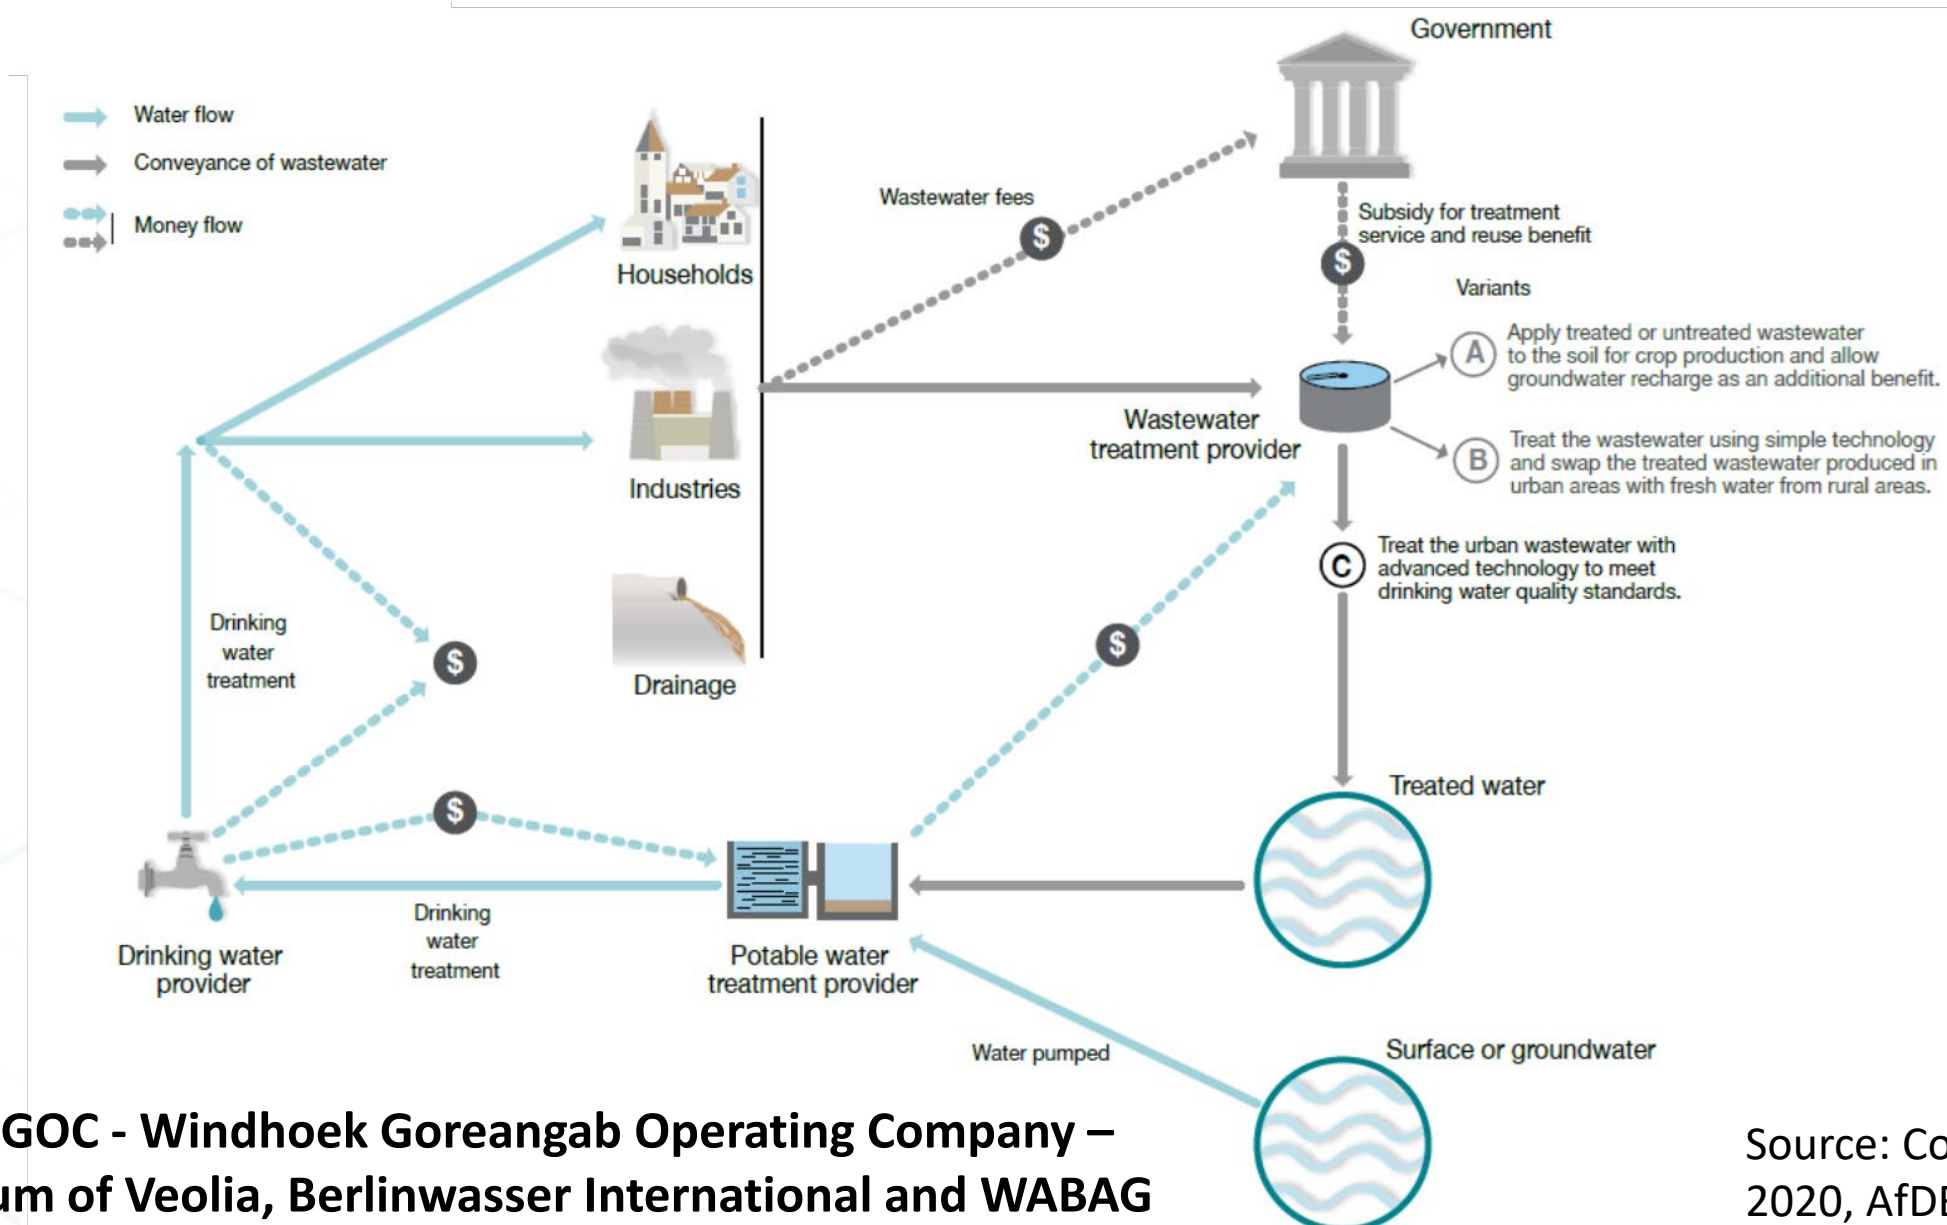 Government
Water flow
Conveyance of wastewater
Money flow
Wastewater fees
$
Subsidy for treatment
service and reuse benefit
$
Households
Variants
A
Apply treated or untreated wastewater
to the soil for crop production and allow
groundwater recharge as an additional benefit.
Wastewater
treatment provider
B
Treat the wastewater using simple technology
and swap the treated wastewater produced in
urban areas with fresh water from rural areas.
Industries
C
Treat the urban wastewater with
advanced technology to meet
drinking water quality standards.
Drinking
water
treatment
$
$
Drainage
Treated water
$
Drinking
water
treatment
Drinking water
provider
Potable water
treatment provider
Water pumped
Surface or groundwater
GOC - Windhoek Goreangab Operating Company –
um of Veolia, Berlinwasser International and WABAG
Source:
2020,